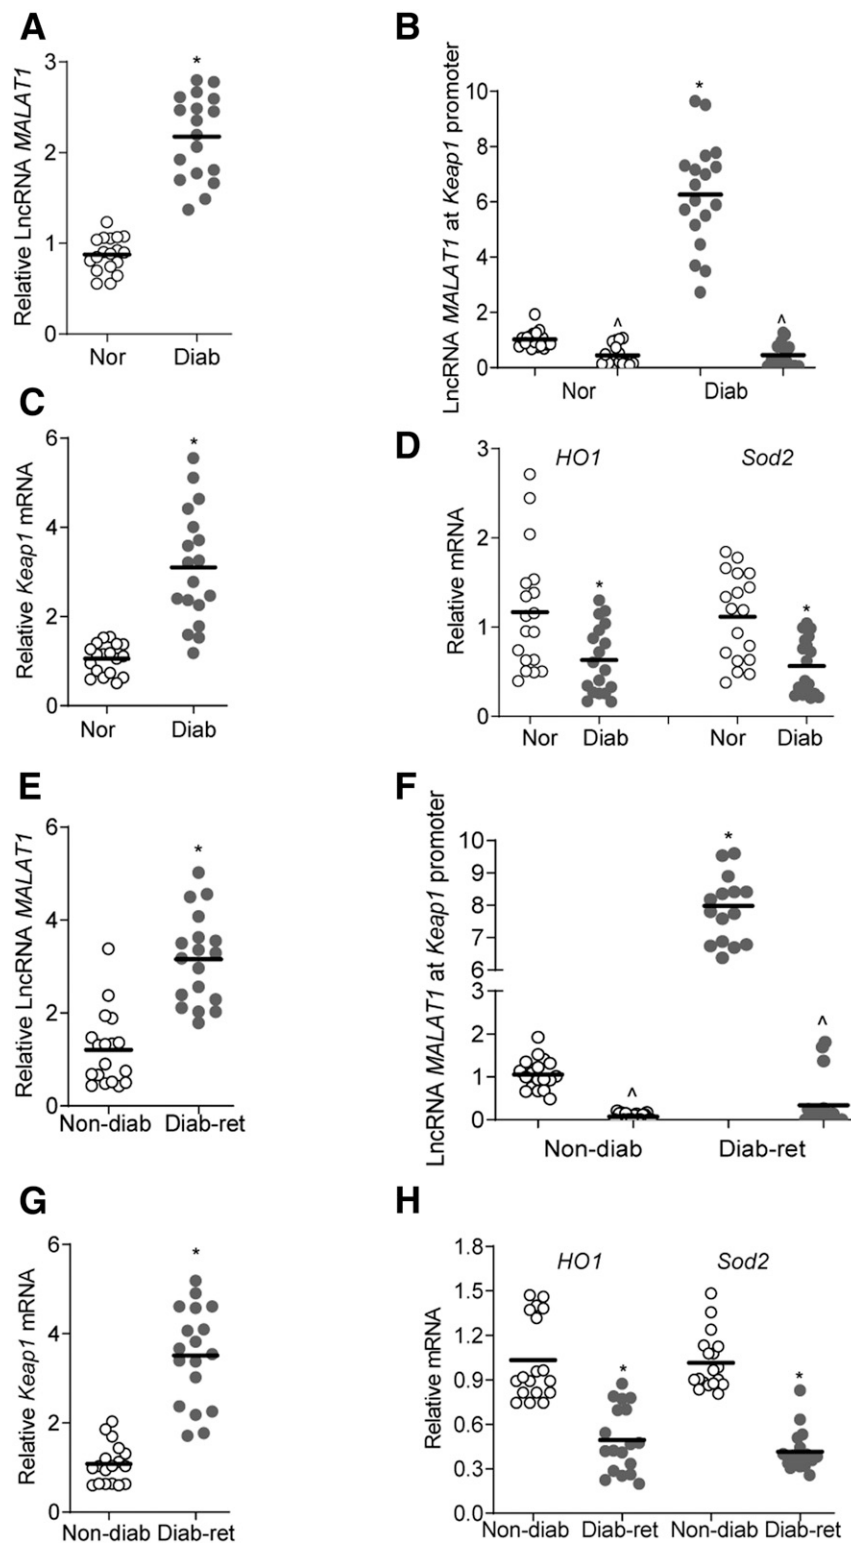 A
Relative LncRNA MALAT1
3
2
1
0
*
Nor Diab
B
LncRNA MALAT1 at Keap1 promoter
10
8
6
4
2
0
^ * ^
Nor Diab
C
Relative Keap1 mRNA
6
4
2
0
*
Nor Diab
D
Relative mRNA
3
2
1
0
HO1 Sod2
* *
Nor Diab Nor Diab
E
Relative LncRNA MALAT1
6
4
2
0
*
Non-diab Diab-ret
F
LncRNA MALAT1 at Keap1 promoter
10
9
8
7
6
3
2
1
0
^ * ^
Non-diab Diab-ret
G
Relative Keap1 mRNA
6
4
2
0
*
Non-diab Diab-ret
H
Relative mRNA
1.8
1.5
1.2
0.9
0.6
0.3
0.0
HO1 Sod2
* *
Non-diab Diab-ret Non-diab Diab-ret